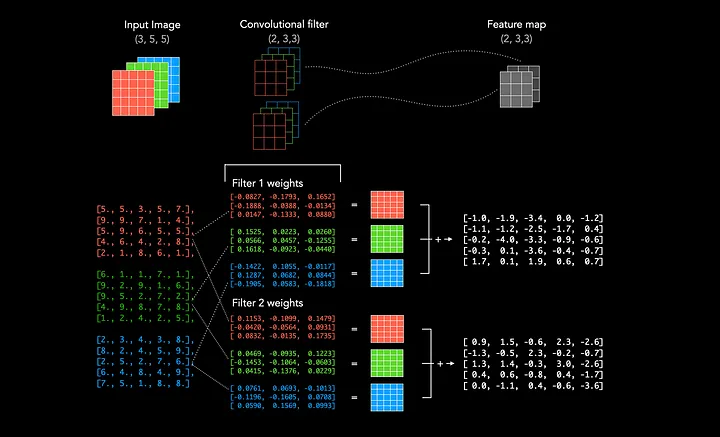 Input Image
(3, 5, 5)
Convolutional filter
(2, 3,3)
Feature map
(2, 3,3)
Filter 1 weights
[5., 5., 3., 5., 7.],
[9., 9., 7., 1., 4.],
[5., 9., 6., 5., 5.],
[4., 6., 4., 2., 8.],
[2., 1., 8., 6., 1.],
[6., 1., 1., 7., 1.],
[9., 2., 9., 1., 6.],
[9., 5., 2., 7., 2.],
[4., 9., 8., 7., 8.],
[1., 2., 4., 2., 5.],
[2., 3., 4., 3., 8.],
[8., 2., 4., 5., 9.],
[2., 5., 2., 7., 6.],
[6., 4., 8., 4., 9.],
[7., 5., 1., 8., 8.]
[-0.0827, -0.1793, 0.1652]
[-0.1888, -0.0388, -0.0134]
[ 0.0147, -0.1333, 0.0880]
=
[ 0.1525, 0.0223, 0.0260]
[ 0.0566, 0.0457, -0.1255]
[ 0.1618, -0.0923, -0.0440]
=
[-0.1422, 0.1055, -0.0117]
[ 0.1287, 0.0682, 0.0844]
[-0.1905, 0.0583, -0.1818]
=
+
[-1.0, -1.9, -3.4, 0.0, -1.2]
[-1.1, -1.2, -2.5, -1.7, 0.4]
[-0.2, -4.0, -3.3, -0.9, -0.6]
[-0.3, 0.1, -3.6, -0.4, -0.7]
[ 1.7, 0.1, 1.9, 0.6, 0.7]
Filter 2 weights
[ 0.1153, -0.1099, 0.1479]
[-0.0420, -0.0564, 0.0931]
[ 0.0832, -0.0135, 0.1735]
=
[ 0.0469, -0.0935, 0.1223]
[-0.1453, -0.1064, -0.0603]
[ 0.0415, -0.1376, 0.0229]
=
[ 0.0761, 0.0693, -0.1013]
[-0.1196, -0.1605, 0.0708]
[ 0.0590, 0.1569, 0.0993]
=
+
[ 0.9, 1.5, -0.6, 2.3, -2.6]
[-1.3, -0.5, 2.3, -0.2, -0.7]
[ 1.3, 1.4, -0.3, 3.0, -2.6]
[ 0.4, 0.6, -0.8, 0.4, -1.7]
[ 0.0, -1.1, 0.4, -0.6, -3.6]